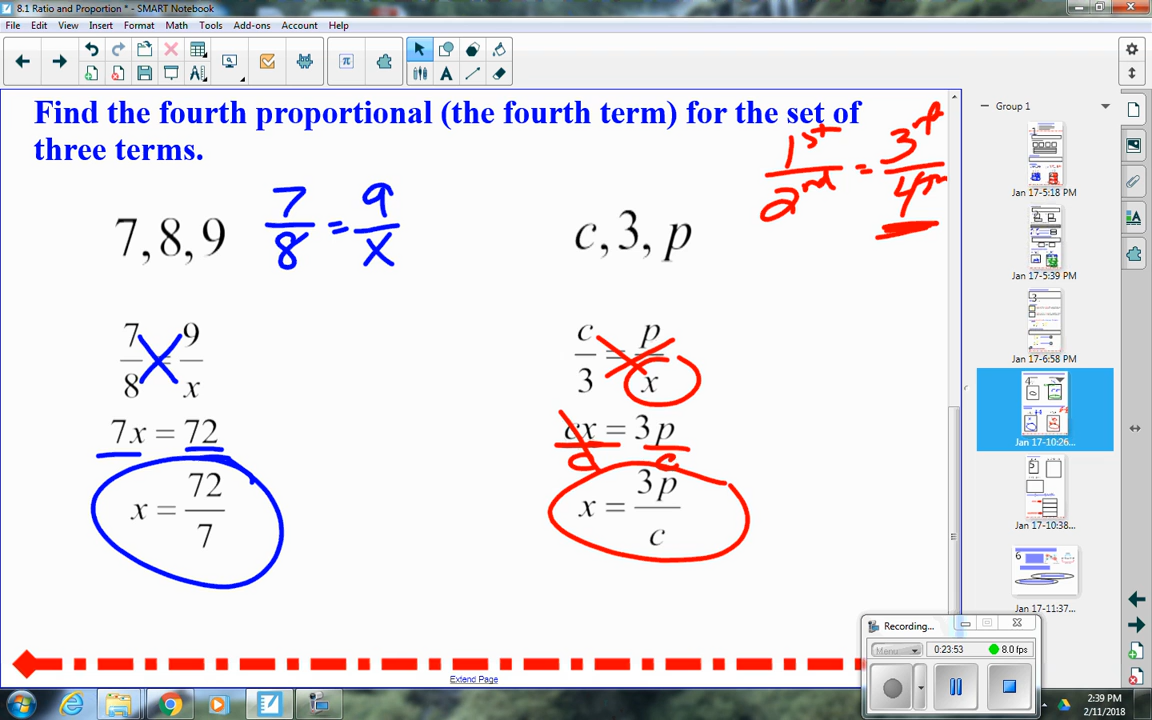 8.1 Ratio and Proportion * - SMART Notebook
File Edit View Insert Format Math Tools Add-ons Account Help
Find the fourth proportional (the fourth term) for the set of
three terms.
1st/2nd = 3rd/4th
7, 8, 9
7/8 = 9/x
c, 3, p
7/8 = 9/x
7x = 72
x = 72/7
c/3 = p/x
cx = 3p
c c
x = 3p/c
Extend Page
Group 1
1
Jan 17-5:18 PM
Jan 17-5:39 PM
3
Jan 17-6:58 PM
4
Jan 17-10:26...
5
Jan 17-10:38...
6
Jan 17-11:37...
Recording...
Menu
0:23:53
8.0 fps
2:39 PM
2/11/2018